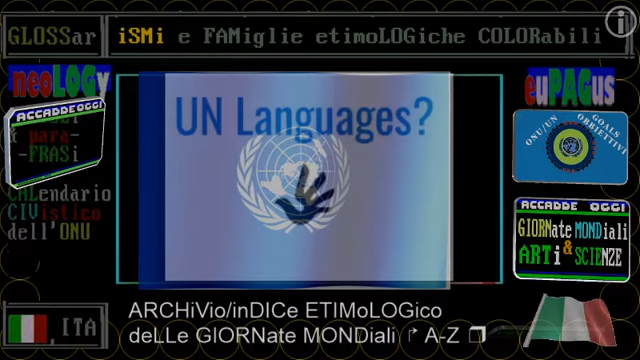 GLOSSar
iSMi e FAMiglie etimoLOGiche COLORabili
i
neoLOGy
ACCADDE OGGI
& para-
-FRASi
CALendario
CIVistico
dell'ONU
UN Languages?
euPAGus
ONU/UN GOALS
ORBIETTIVI
ACCADDE OGGI
GIORNate MONDiali
& 
ARTi SCIENZE
ITA
ARCHiVio/inDICe ETIMoLOGico
deLLe GIORNate MONDiali ↱ A-Z ❐